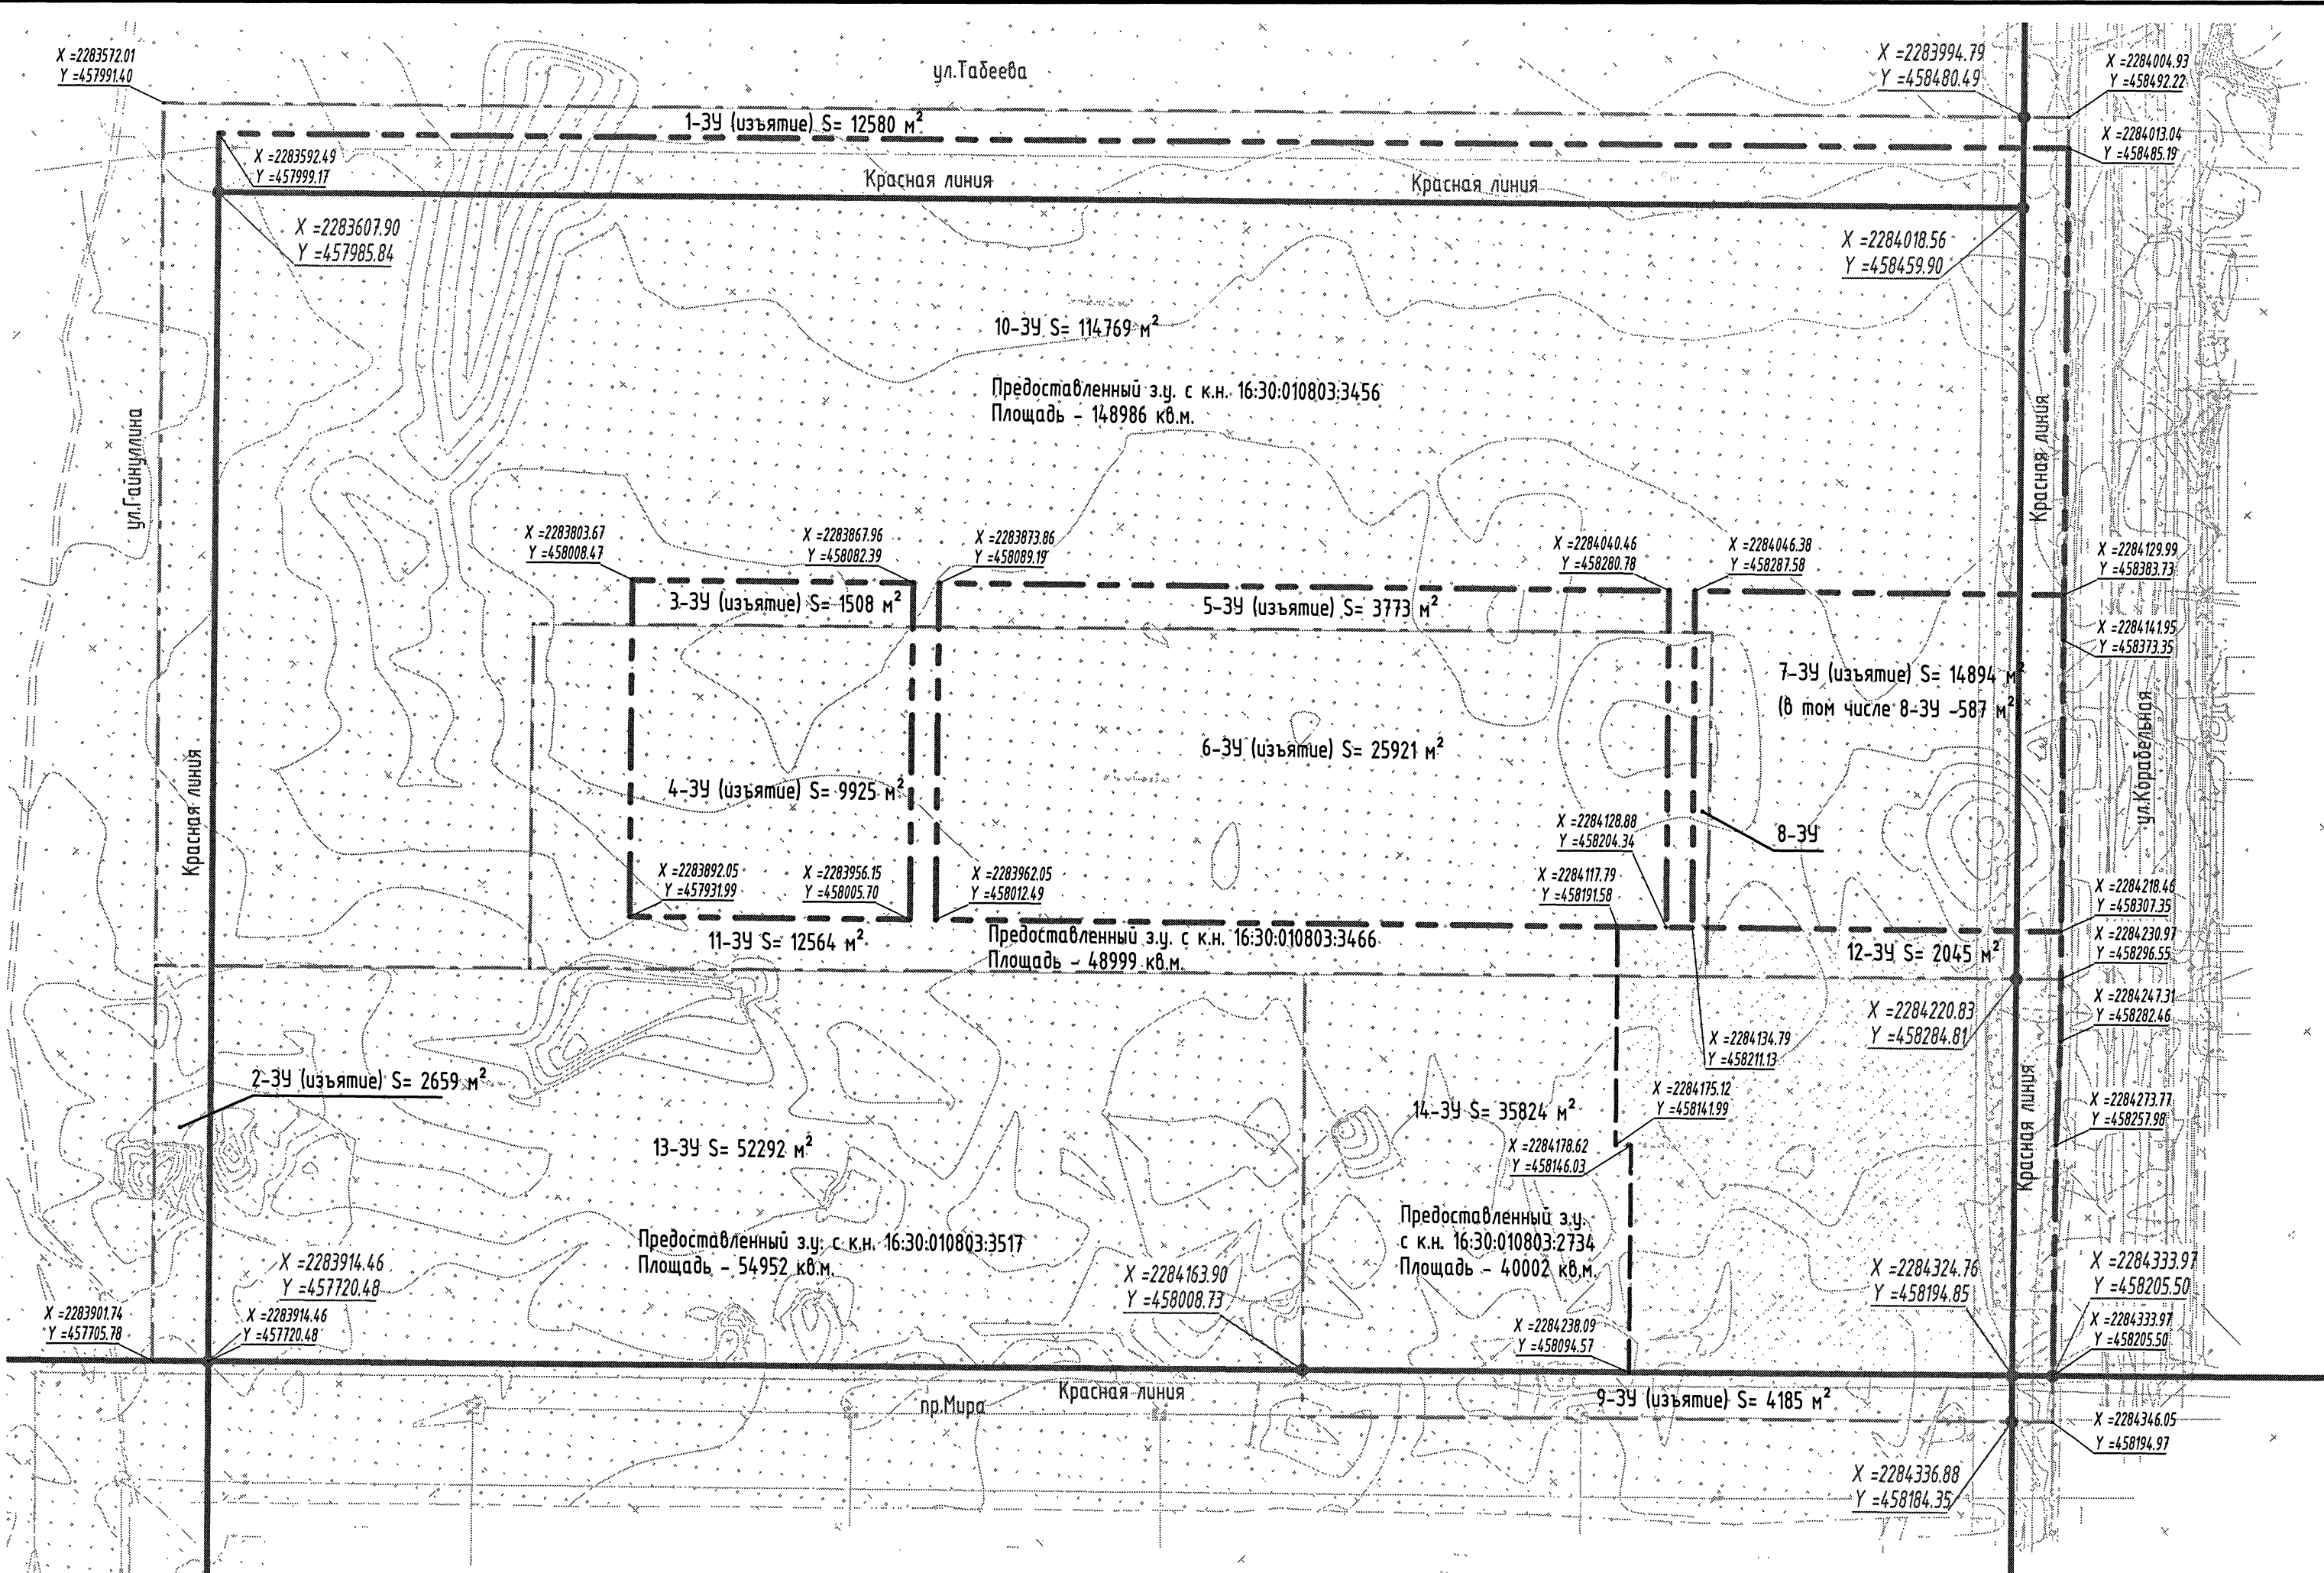 X =2283572.01
Y =457991.40
ул.Табеева
X =2283994.79
Y =458480.49
X =2284004.93
Y =458492.22
1-ЗУ (изъятие) S= 12580 м²
X =2284013.04
Y =458485.19
X =2283592.49
Y =457999.17
Красная линия
Красная линия
X =2283607.90
Y =457985.84
X =2284018.56
Y =458459.90
10-ЗУ S= 114769 м²
Предоставленный з.у. с к.н. 16:30:010803:3456
Площадь - 148986 кв.м.
ул.Гайнуллина
Красная линия
X =2283803.67
Y =458008.47
X =2283867.96
Y =458082.39
X =2283873.86
Y =458089.19
X =2284040.46
Y =458280.78
X =2284046.38
Y =458287.58
X =2284129.99
Y =458383.73
3-ЗУ (изъятие) S= 1508 м²
5-ЗУ (изъятие) S= 3773 м²
X =2284141.95
Y =458373.35
7-ЗУ (изъятие) S= 14894 м²
(в том числе 8-ЗУ -587 м²
6-ЗУ (изъятие) S= 25921 м²
ул.Корабельная
Красная линия
4-ЗУ (изъятие) S= 9925 м²
X =2284128.88
Y =458204.34
8-ЗУ
X =2283892.05
Y =457931.99
X =2283956.15
Y =458005.70
X =2283962.05
Y =458012.49
X =2284117.79
Y =458191.58
X =2284218.46
Y =458307.35
11-ЗУ S= 12564 м²
Предоставленный з.у. с к.н. 16:30:010803:3466
Площадь - 48999 кв.м.
12-ЗУ S= 2045 м²
X =2284230.97
Y =458296.55
X =2284220.83
Y =458284.81
X =2284247.31
Y =458282.46
X =2284134.79
Y =458211.13
2-ЗУ (изъятие) S= 2659 м²
X =2284175.12
Y =458141.99
14-ЗУ S= 35824 м²
X =2284273.77
Y =458257.98
Красная линия
13-ЗУ S= 52292 м²
X =2284178.62
Y =458146.03
Предоставленный з.у. с к.н. 16:30:010803:3517
Площадь - 54952 кв.м.
Предоставленный з.у.
с к.н. 16:30:010803:2734
Площадь - 40002 кв.м.
X =2283914.46
Y =457720.48
X =2284163.90
Y =458008.73
X =2284324.76
Y =458194.85
X =2284333.97
Y =458205.50
X =2283901.74
Y =457705.78
X =2283914.46
Y =457720.48
X =2284238.09
Y =458094.57
X =2284333.97
Y =458205.50
Красная линия
пр.Мира
9-ЗУ (изъятие) S= 4185 м²
X =2284346.05
Y =458194.97
X =2284336.88
Y =458184.35